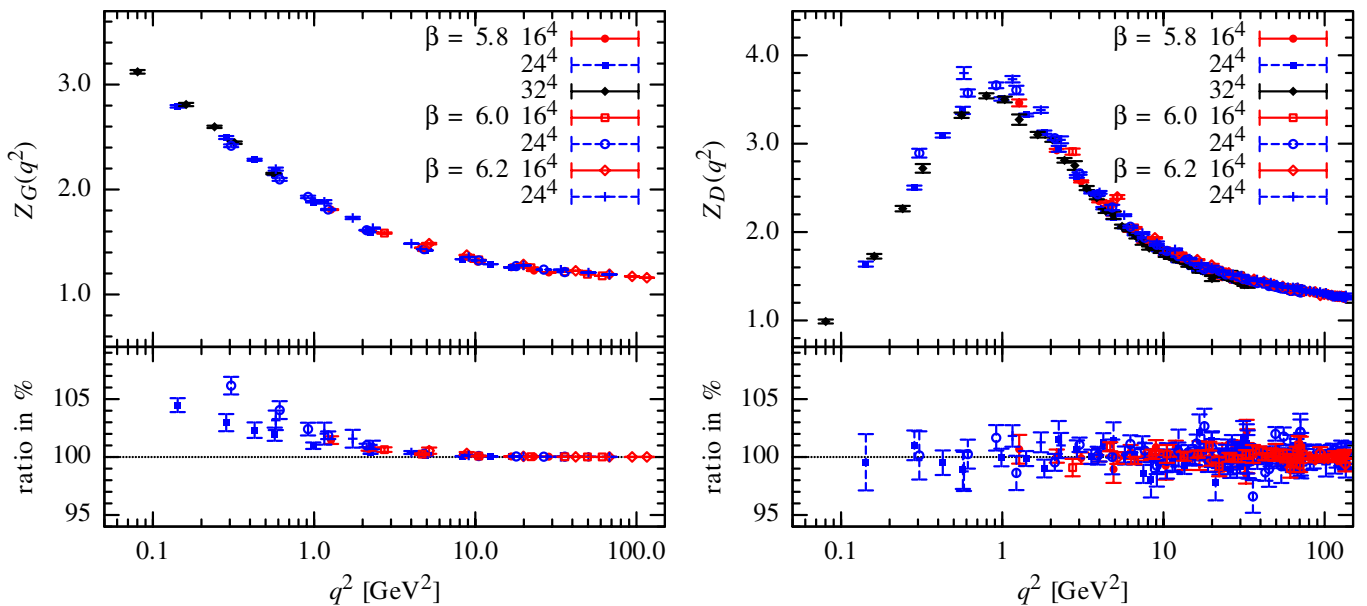 Z_G(q²)
3.0
2.0
1.0
β = 5.8 16⁴
24⁴
32⁴
β = 6.0 16⁴
24⁴
β = 6.2 16⁴
24⁴
ratio in %
105
100
95
0.1 1.0 10.0 100.0
q² [GeV²]
Z_D(q²)
4.0
3.0
2.0
1.0
β = 5.8 16⁴
24⁴
32⁴
β = 6.0 16⁴
24⁴
β = 6.2 16⁴
24⁴
ratio in %
105
100
95
0.1 1 10 100
q² [GeV²]